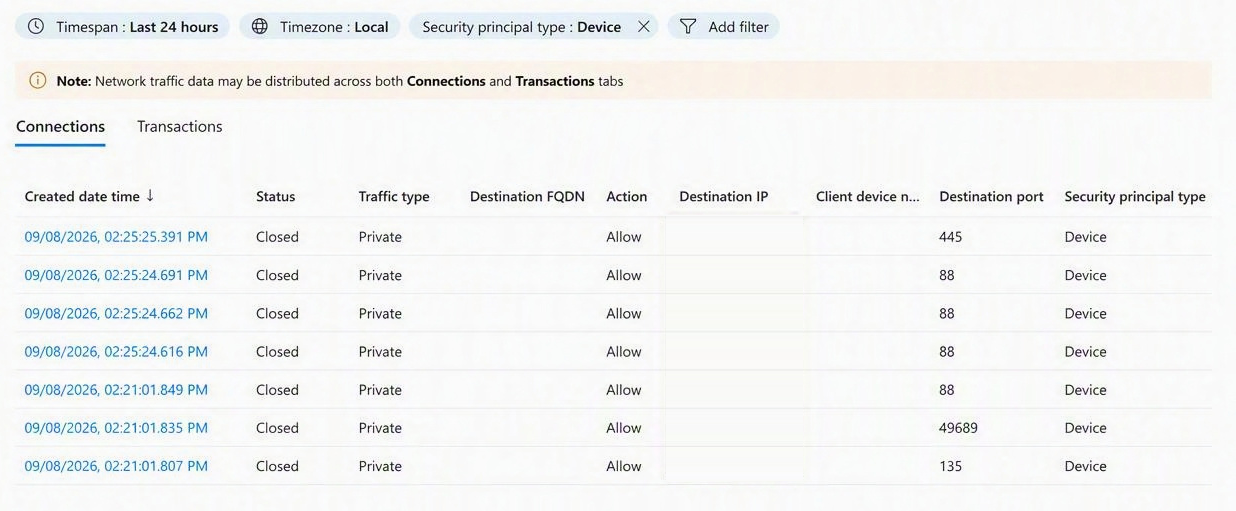 Timespan : Last 24 hours Timezone : Local Security principal type : Device Add filter
Note: Network traffic data may be distributed across both Connections and Transactions tabs
Connections Transactions
Created date time ↓ Status Traffic type Destination FQDN Action Destination IP Client device n... Destination port Security principal type
09/08/2026, 02:25:25.391 PM Closed Private Allow 445 Device
09/08/2026, 02:25:24.691 PM Closed Private Allow 88 Device
09/08/2026, 02:25:24.662 PM Closed Private Allow 88 Device
09/08/2026, 02:25:24.616 PM Closed Private Allow 88 Device
09/08/2026, 02:21:01.849 PM Closed Private Allow 88 Device
09/08/2026, 02:21:01.835 PM Closed Private Allow 49689 Device
09/08/2026, 02:21:01.807 PM Closed Private Allow 135 Device